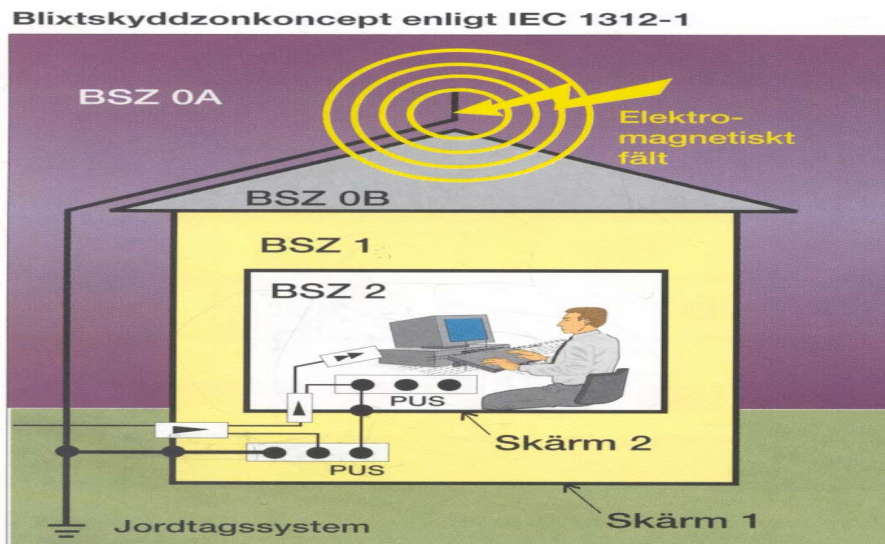 Blixtskyddzonkoncept enligt IEC 1312-1
BSZ 0A
Elektro-
magnetiskt
fält
BSZ 0B
BSZ 1
BSZ 2
PUS
Skärm 2
PUS
Jordtagssystem
Skärm 1